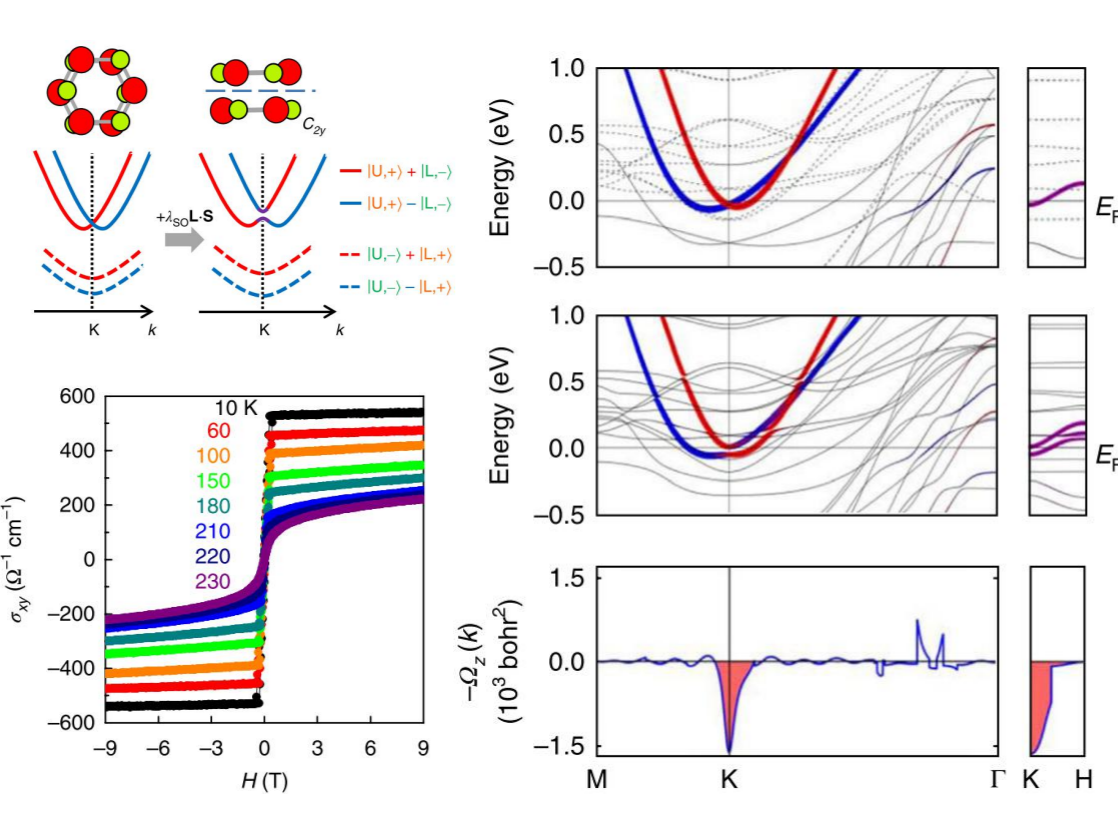 C2y
+λSOL·S
|U,+⟩ + |L,−⟩
|U,+⟩ − |L,−⟩
|U,−⟩ + |L,+⟩
|U,−⟩ − |L,+⟩
K k K k
600
400
200
0
−200
−400
−600
σxy (Ω−1 cm−1)
10 K
60
100
150
180
210
220
230
−9 −6 −3 0 3 6 9
H (T)
1.0
0.5
0.0
−0.5
Energy (eV)
EF
1.0
0.5
0.0
−0.5
Energy (eV)
EF
1.5
0.0
−1.5
−Ωz (k)
(103 bohr2)
M K Γ K H